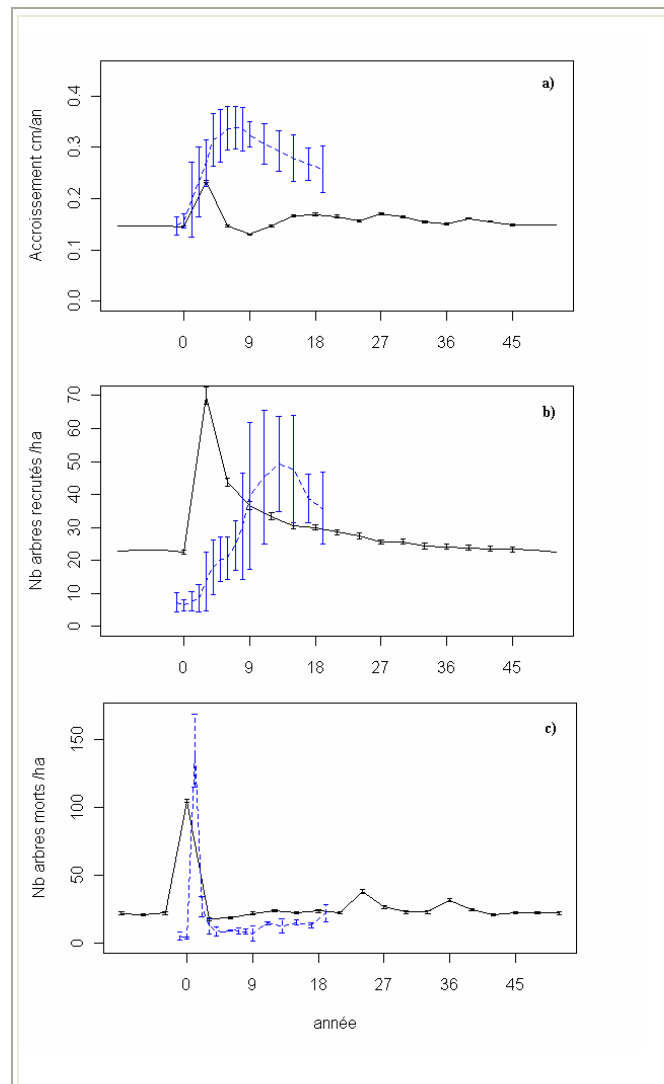 a)
Accroissement cm/an
0.4
0.3
0.2
0.1
0.0
0 9 18 27 36 45
b)
Nb arbres recrutés /ha
70
60
50
40
30
20
10
0
0 9 18 27 36 45
c)
Nb arbres morts /ha
150
100
50
0
0 9 18 27 36 45
année